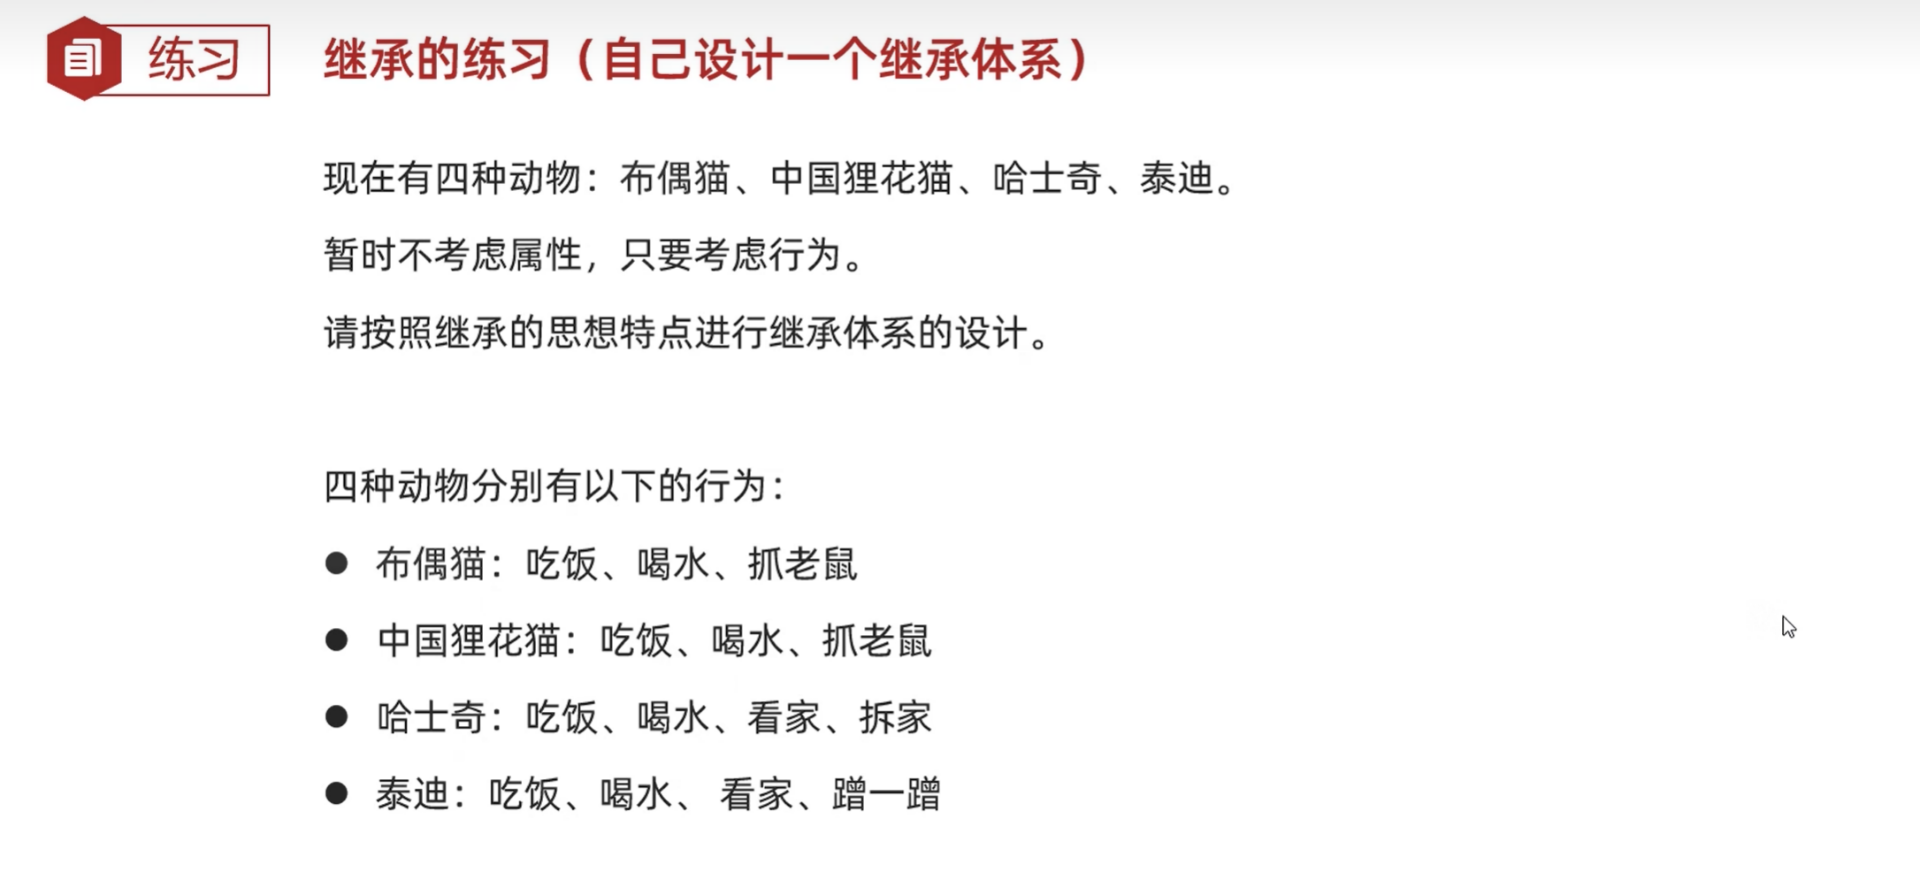 练习
继承的练习（自己设计一个继承体系）
现在有四种动物：布偶猫、中国狸花猫、哈士奇、泰迪。
暂时不考虑属性，只要考虑行为。
请按照继承的思想特点进行继承体系的设计。
四种动物分别有以下的行为：
● 布偶猫：吃饭、喝水、抓老鼠
● 中国狸花猫：吃饭、喝水、抓老鼠
● 哈士奇：吃饭、喝水、看家、拆家
● 泰迪：吃饭、喝水、 看家、蹭一蹭